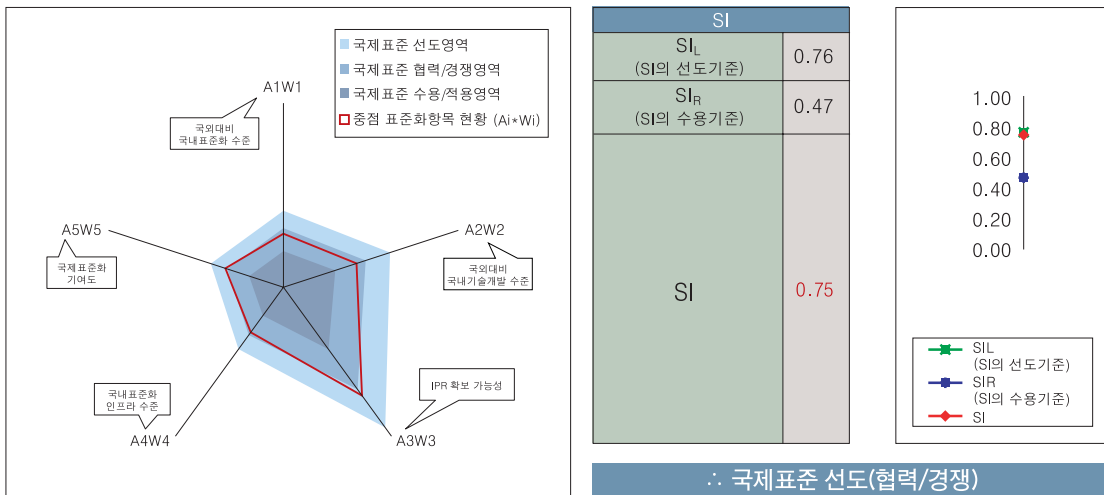 국제표준 선도영역
국제표준 협력/경쟁영역
국제표준 수용/적용영역
중점 표준화항목 현황 (Ai*Wi)
A1W1
국외대비
국내표준화 수준
A5W5
국제표준화
기여도
A2W2
국외대비
국내기술개발 수준
국내표준화
인프라 수준
A4W4
IPR 확보 가능성
A3W3
SI
SIL
(SI의 선도기준)
0.76
SIR
(SI의 수용기준)
0.47
SI
0.75
1.00
0.80
0.60
0.40
0.20
0.00
SIL
(SI의 선도기준)
SIR
(SI의 수용기준)
SI
∴ 국제표준 선도(협력/경쟁)